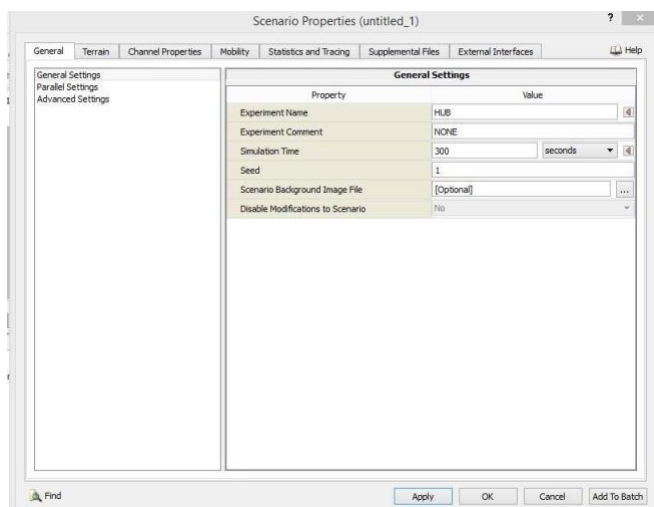 Scenario Properties (untitled_1)
?
General Terrain Channel Properties Mobility Statistics and Tracing Supplemental Files External Interfaces Help
General Settings
Parallel Settings
Advanced Settings
General Settings
Property Value
Experiment Name HUB
Experiment Comment NONE
Simulation Time 300 seconds
Seed 1
Scenario Background Image File [Optional] ...
Disable Modifications to Scenario No
Find Apply OK Cancel Add To Batch